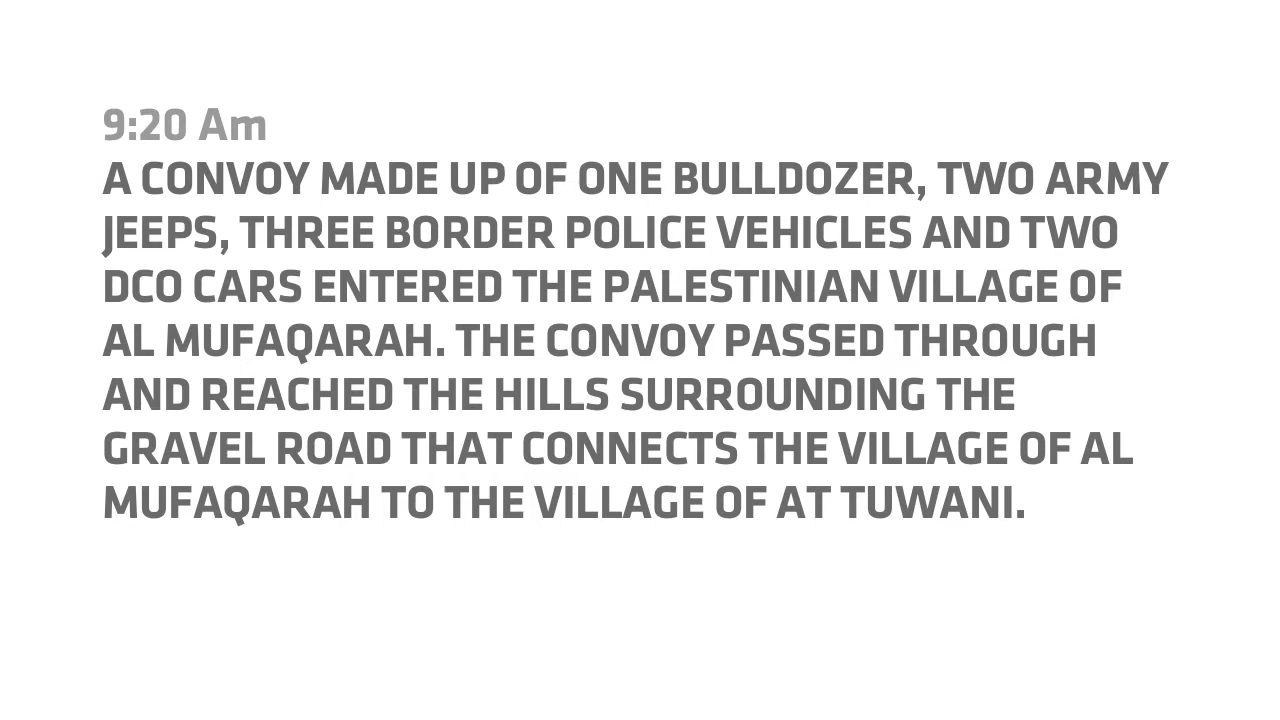 9:20 Am
A CONVOY MADE UP OF ONE BULLDOZER, TWO ARMY
JEEPS, THREE BORDER POLICE VEHICLES AND TWO
DCO CARS ENTERED THE PALESTINIAN VILLAGE OF
AL MUFAQARAH. THE CONVOY PASSED THROUGH
AND REACHED THE HILLS SURROUNDING THE
GRAVEL ROAD THAT CONNECTS THE VILLAGE OF AL
MUFAQARAH TO THE VILLAGE OF AT TUWANI.